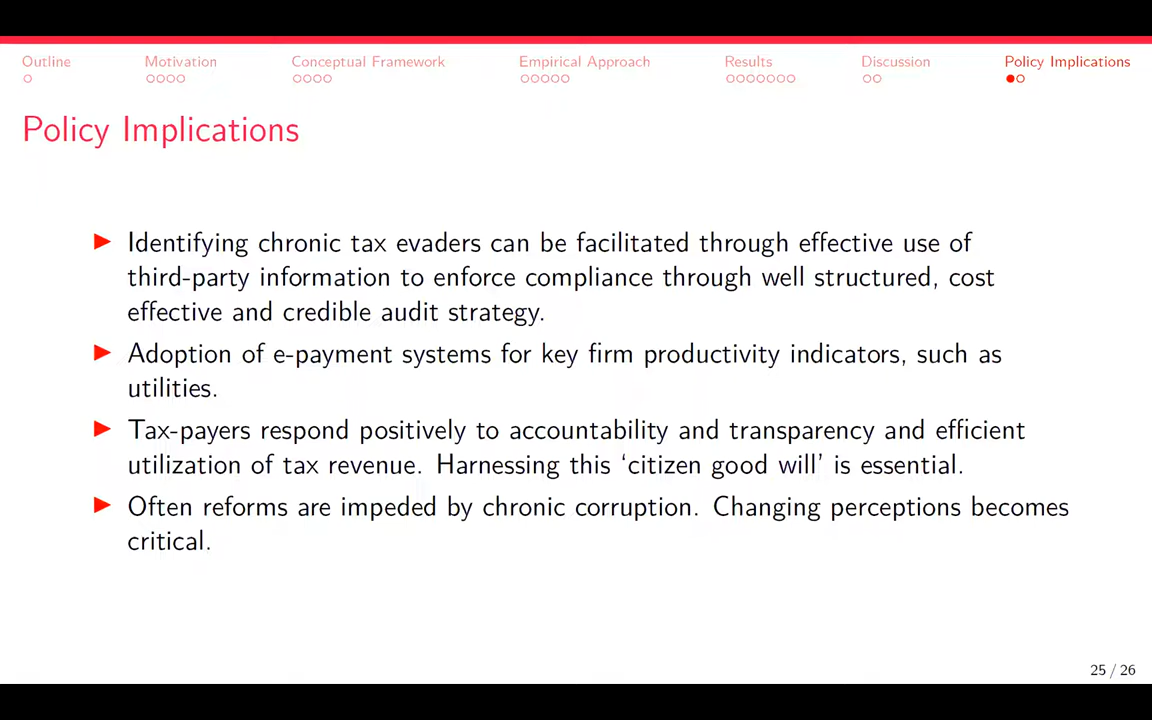 Outline Motivation Conceptual Framework Empirical Approach Results Discussion Policy Implications
Policy Implications
Identifying chronic tax evaders can be facilitated through effective use of
third-party information to enforce compliance through well structured, cost
effective and credible audit strategy.
Adoption of e-payment systems for key firm productivity indicators, such as
utilities.
Tax-payers respond positively to accountability and transparency and efficient
utilization of tax revenue. Harnessing this ‘citizen good will’ is essential.
Often reforms are impeded by chronic corruption. Changing perceptions becomes
critical.
25 / 26